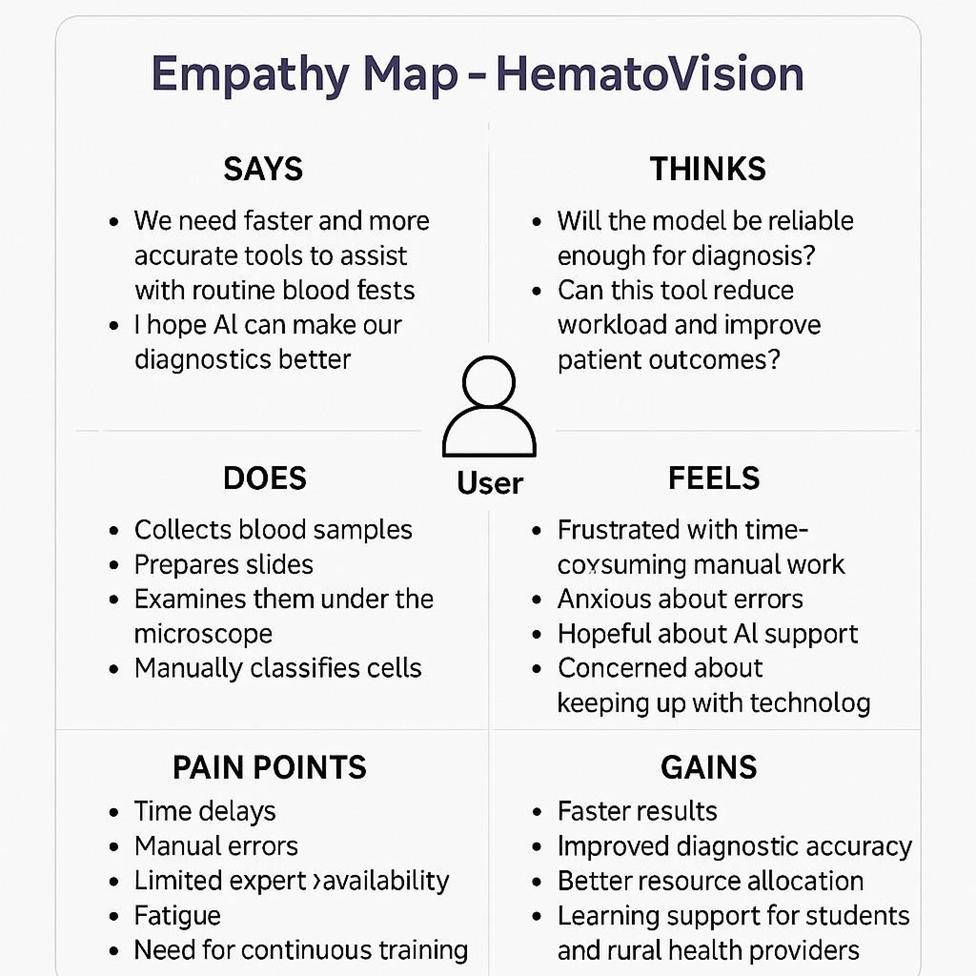 Empathy Map - HematoVision
SAYS
• We need faster and more
accurate tools to assist
with routine blood fests
• I hope AI can make our
diagnostics better
THINKS
• Will the model be reliable
enough for diagnosis?
• Can this tool reduce
workload and improve
patient outcomes?
User
DOES
• Collects blood samples
• Prepares slides
• Examines them under the
microscope
• Manually classifies cells
FEELS
• Frustrated with time-
coxsuming manual work
• Anxious about errors
• Hopeful about AI support
• Concerned about
keeping up with technolog
PAIN POINTS
• Time delays
• Manual errors
• Limited expert ›availability
• Fatigue
• Need for continuous training
GAINS
• Faster results
• Improved diagnostic accuracy
• Better resource allocation
• Learning support for students
and rural health providers